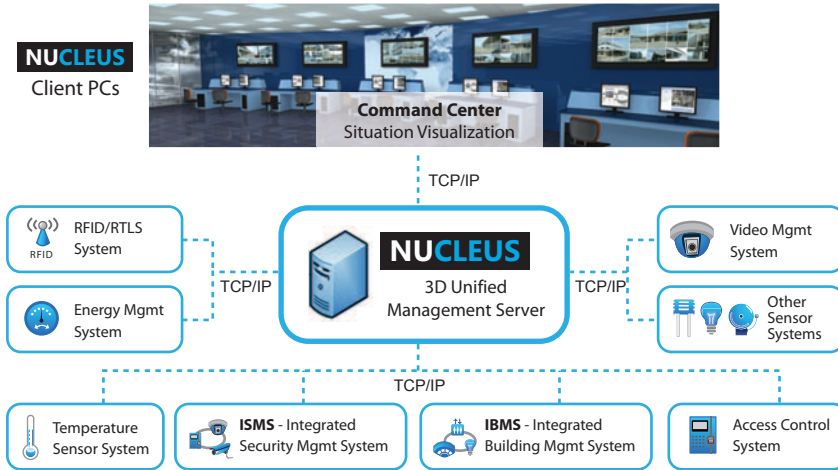 NUCLEUS
Client PCs
Command Center
Situation Visualization
TCP/IP
RFID/RTLS
System
RFID
Energy Mgmt
System
TCP/IP
NUCLEUS
3D Unified
Management Server
TCP/IP
Video Mgmt
System
Other
Sensor
Systems
TCP/IP
Temperature
Sensor System
ISMS - Integrated
Security Mgmt System
IBMS - Integrated
Building Mgmt System
Access Control
System